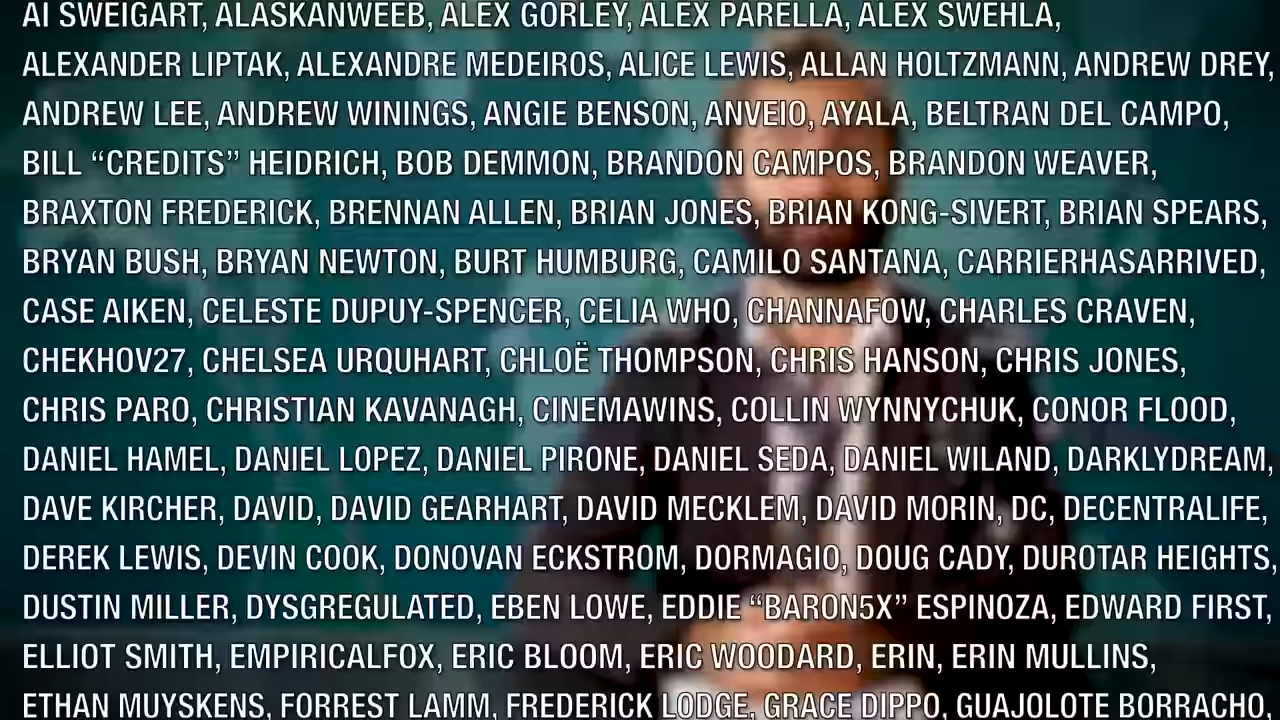 AI SWEIGART, ALASKANWEEB, ALEX GORLEY, ALEX PARELLA, ALEX SWEHLA,
ALEXANDER LIPTAK, ALEXANDRE MEDEIROS, ALICE LEWIS, ALLAN HOLTZMANN, ANDREW DREY,
ANDREW LEE, ANDREW WININGS, ANGIE BENSON, ANVEIO, AYALA, BELTRAN DEL CAMPO,
BILL “CREDITS” HEIDRICH, BOB DEMMON, BRANDON CAMPOS, BRANDON WEAVER,
BRAXTON FREDERICK, BRENNAN ALLEN, BRIAN JONES, BRIAN KONG-SIVERT, BRIAN SPEARS,
BRYAN BUSH, BRYAN NEWTON, BURT HUMBURG, CAMILO SANTANA, CARRIERHASARRIVED,
CASE AIKEN, CELESTE DUPUY-SPENCER, CELIA WHO, CHANNAFOW, CHARLES CRAVEN,
CHEKHOV27, CHELSEA URQUHART, CHLOË THOMPSON, CHRIS HANSON, CHRIS JONES,
CHRIS PARO, CHRISTIAN KAVANAGH, CINEMAWINS, COLLIN WYNNYCHUK, CONOR FLOOD,
DANIEL HAMEL, DANIEL LOPEZ, DANIEL PIRONE, DANIEL SEDA, DANIEL WILAND, DARKLYDREAM,
DAVE KIRCHER, DAVID, DAVID GEARHART, DAVID MECKLEM, DAVID MORIN, DC, DECENTRALIFE,
DEREK LEWIS, DEVIN COOK, DONOVAN ECKSTROM, DORMAGIO, DOUG CADY, DUROTAR HEIGHTS,
DUSTIN MILLER, DYSGREGULATED, EBEN LOWE, EDDIE “BARON5X” ESPINOZA, EDWARD FIRST,
ELLIOT SMITH, EMPIRICALFOX, ERIC BLOOM, ERIC WOODARD, ERIN, ERIN MULLINS,
ETHAN MUYSKENS, FORREST LAMM, FREDERICK LODGE, GRACE DIPPO, GUAJOLOTE BORRACHO,